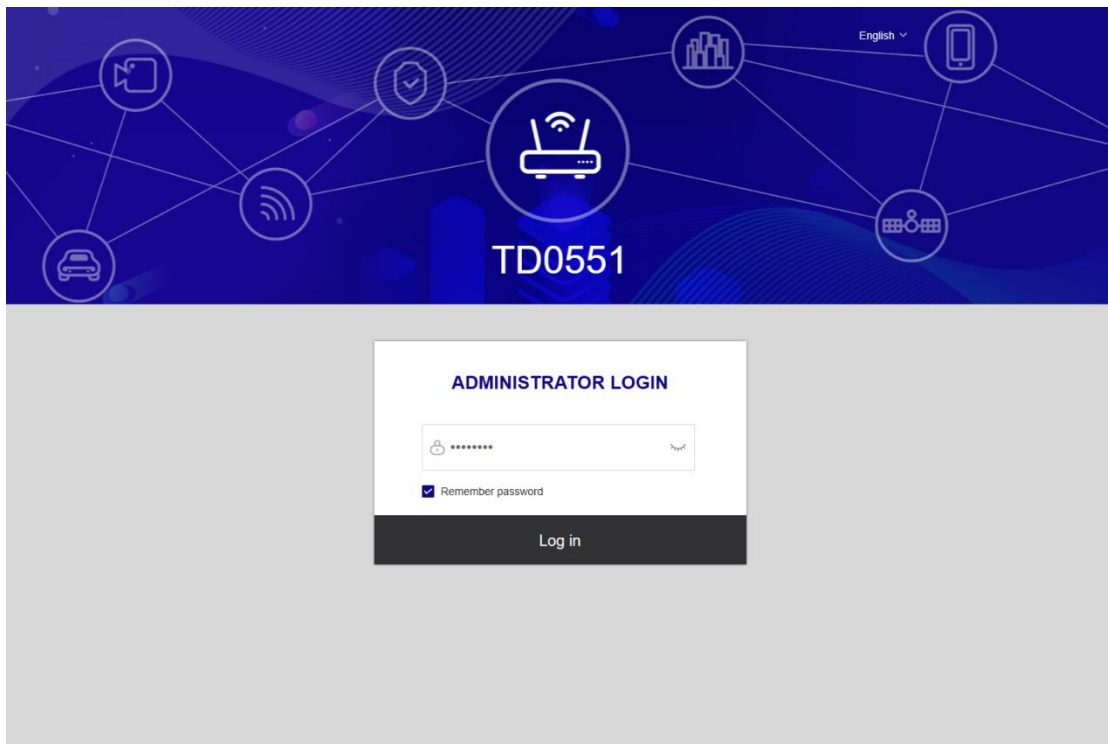 English
TD0551
ADMINISTRATOR LOGIN
••••••••
Remember password
Log in